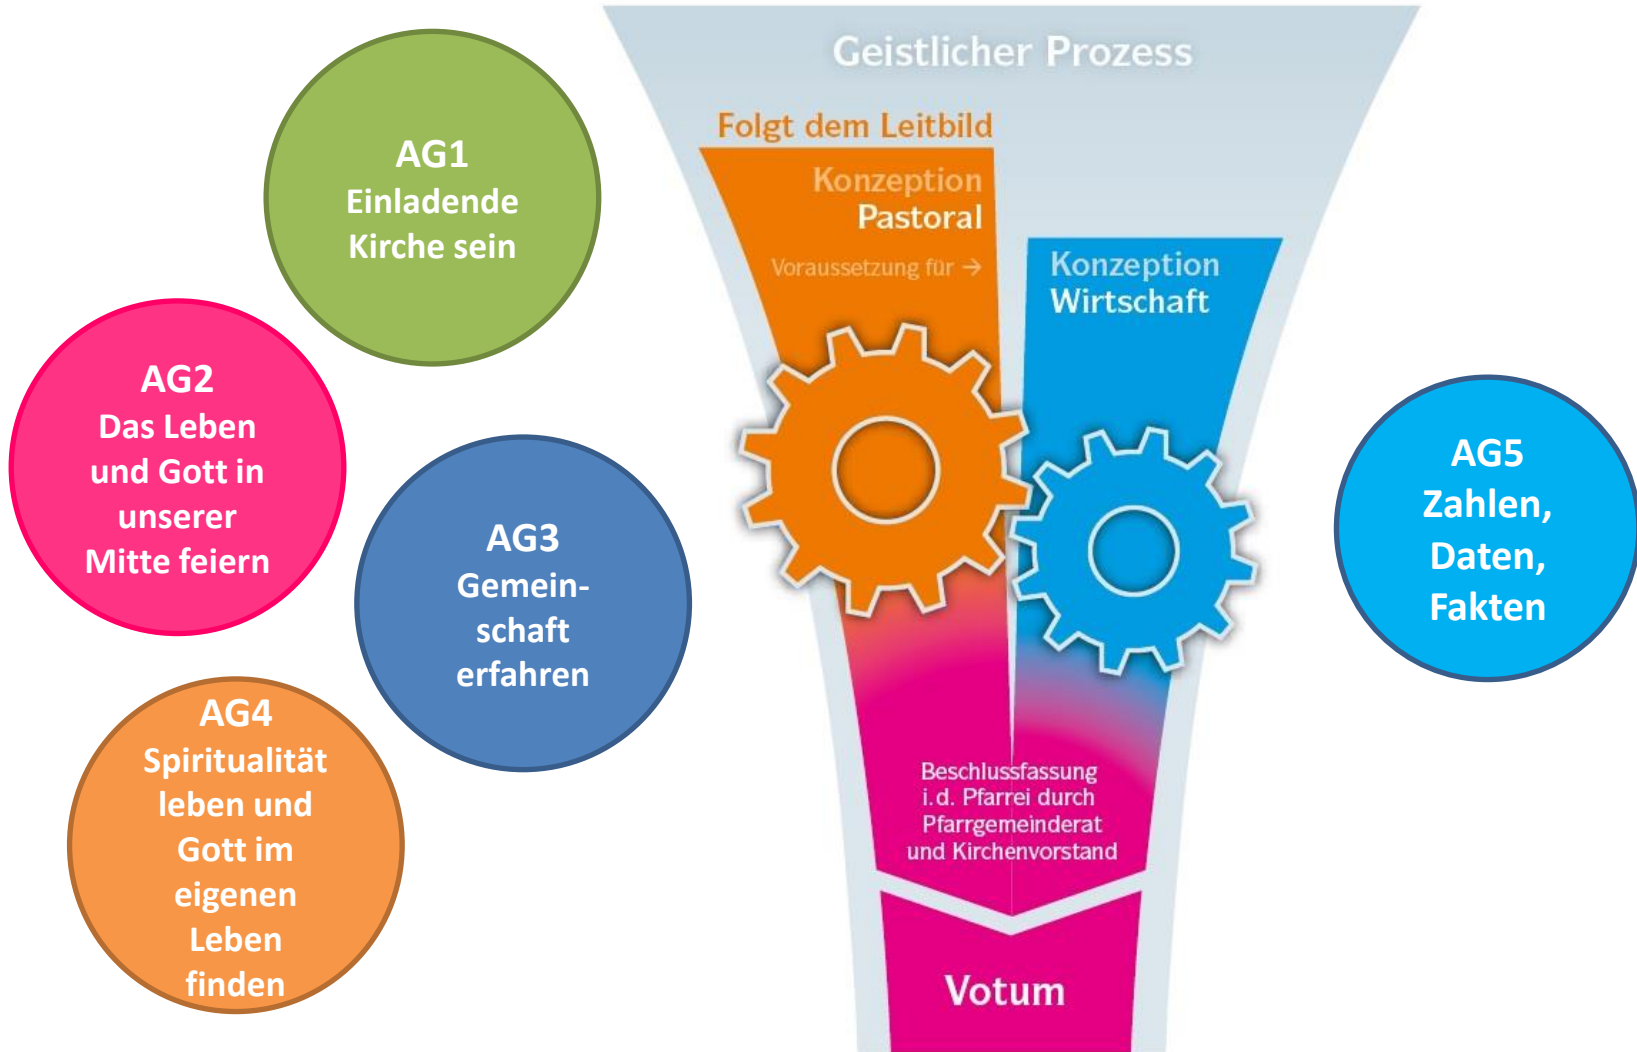 AG1
Einladende
Kirche sein
AG2
Das Leben
und Gott in
unserer
Mitte feiern
AG3
Gemein-
schaft
erfahren
AG4
Spiritualität
leben und
Gott im
eigenen
Leben
finden
Geistlicher Prozess
Folgt dem Leitbild
Konzeption
Pastoral
Voraussetzung für →
Konzeption
Wirtschaft
Beschlussfassung
i.d. Pfarrei durch
Pfarrgemeinderat
und Kirchenvorstand
Votum
AG5
Zahlen,
Daten,
Fakten